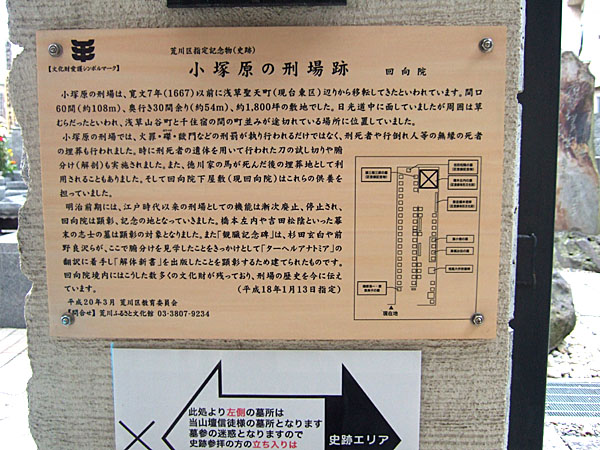 荒川区指定記念物(史跡)
【文化財愛護シンボルマーク】
小塚原の刑場跡 回向院
小塚原の刑場は、寛文7年(1667)以前に浅草聖天町(現台東区)辺りから移転してきたといわれています。間口
60間(約108m)、奥行き30間余り(約54m)、約1,800坪の敷地でした。日光道中に面していましたが周囲は草
むらだったといわれ、浅草山谷町と千住宿の間の町並みが途切れている場所に位置していました。
小塚原の刑場では、火罪・磔・獄門などの刑罰が執り行われるだけではなく、刑死者や行倒れ人等の無縁の死者
の埋葬も行われました。時に刑死者の遺体を用いて行われた刀の試し切りや腑
分け(解剖)も実施されました。また、徳川家の馬が死んだ後の埋葬地として利
用されることもありました。そして回向院下屋敷(現回向院)はこれらの供養を
担っていました。
明治前期には、江戸時代以来の刑場としての機能は漸次廃止、停止され、
回向院は顕彰、記念の地となっていきました。橋本左内や吉田松陰といった幕
末の志士の墓は顕彰の対象となりました。また「観臓記念碑」は、杉田玄白や前
野良沢らが、ここで腑分けを見学したことをきっかけとして「ターヘルアナトミア」の
翻訳に着手し「解体新書」を出版したことを顕彰するため建てられたものです。
回向院境内にはこうした数多くの文化財が残っており、刑場の歴史を今に伝え
ています。 (平成18年1月13日指定)
平成20年3月 荒川区教育委員会
【問合せ】荒川ふるさと文化館 03-3807-9234
現在地
此処より左側の墓所は
当山壇信徒様の墓所となります
墓参の迷惑となりますので
史跡参拝の方の立ち入りは
史跡エリア